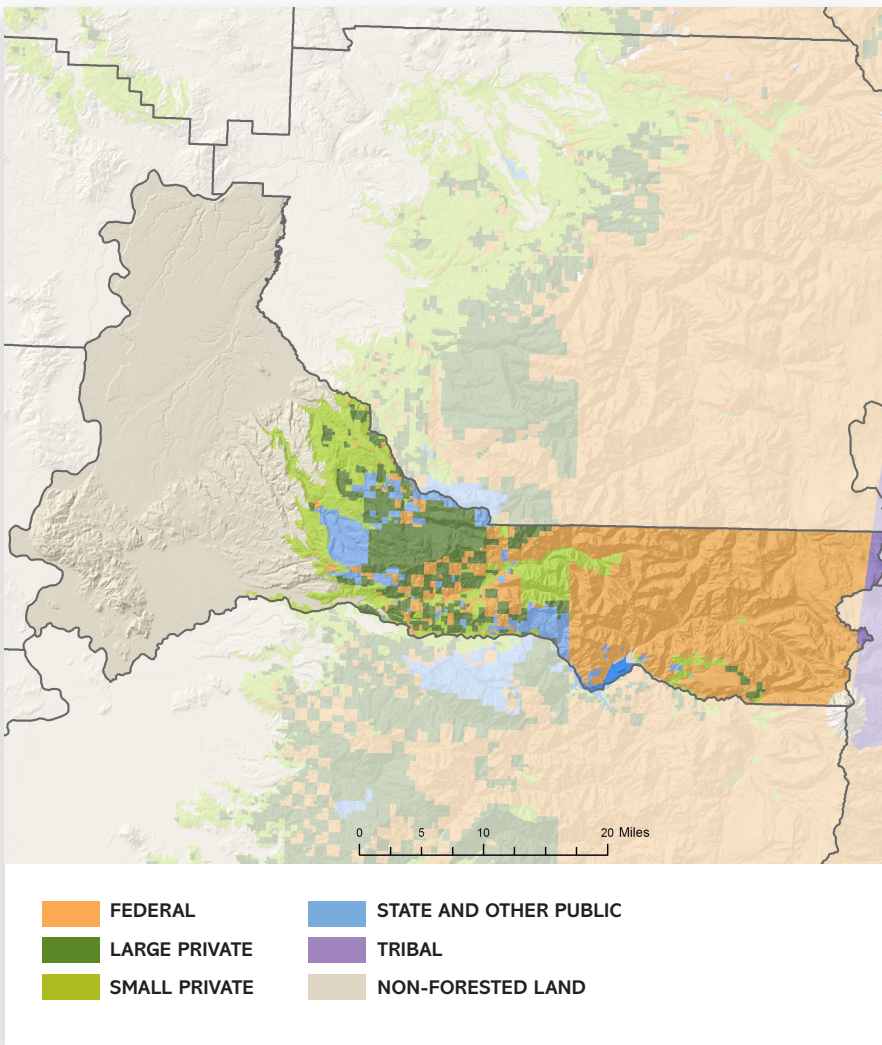 0 5 10 20 Miles
FEDERAL
LARGE PRIVATE
SMALL PRIVATE
STATE AND OTHER PUBLIC
TRIBAL
NON-FORESTED LAND